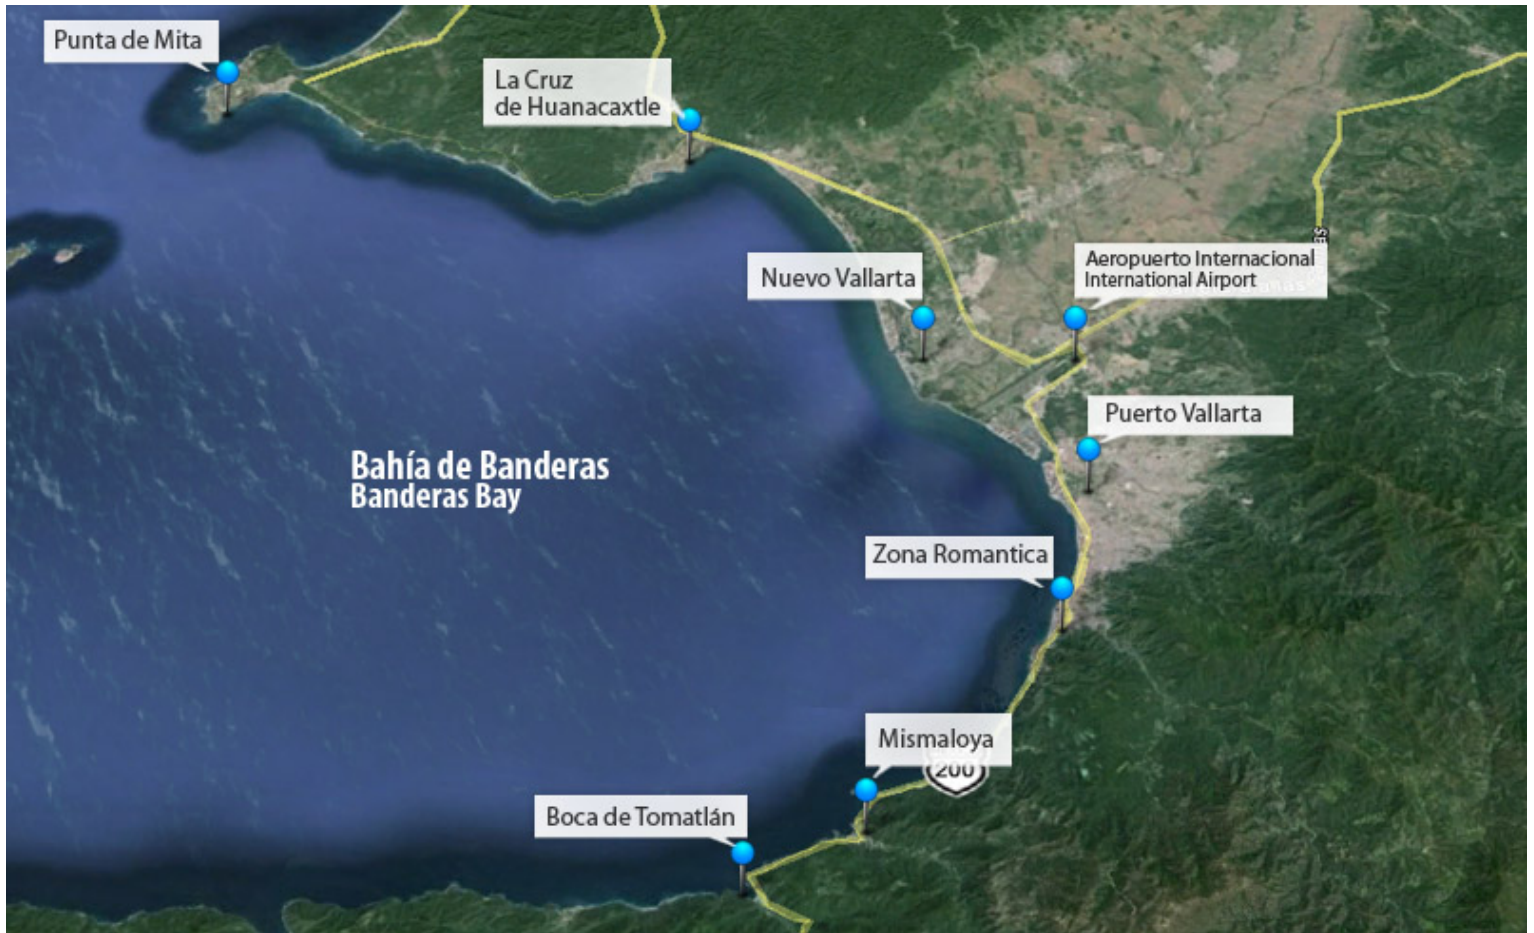 Punta de Mita
La Cruz
de Huanacaxtle
Nuevo Vallarta
Aeropuerto Internacional
International Airport
Puerto Vallarta
Bahía de Banderas
Banderas Bay
Zona Romantica
Mismaloya
200
Boca de Tomatlán